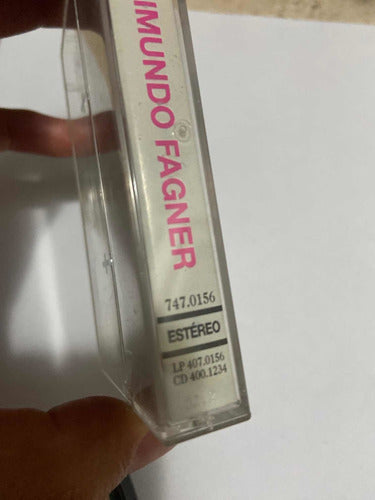 IMUNDO FAGNER
747.0156
ESTÉREO
LP 407.0156
CD 400.1234